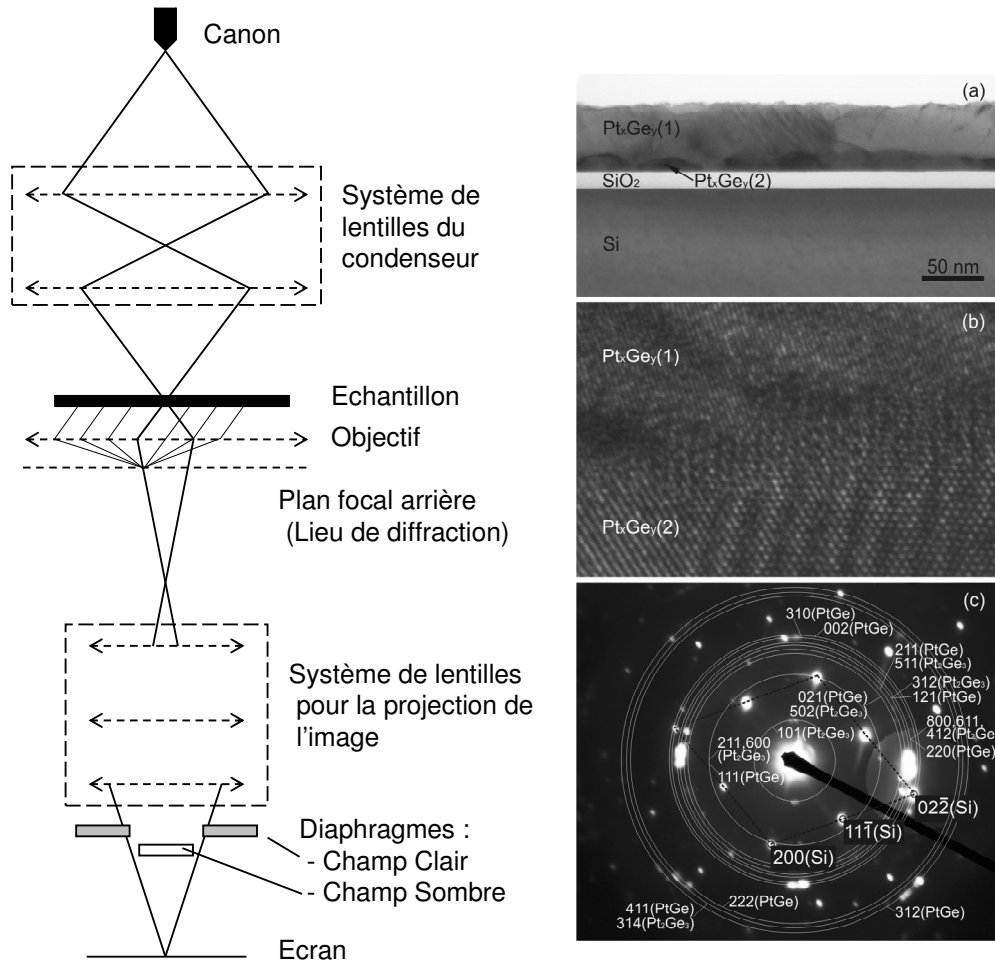 Canon
Système de
lentilles du
condenseur
Echantillon
Objectif
Plan focal arrière
(Lieu de diffraction)
Système de lentilles
pour la projection de
l'image
Diaphragmes :
- Champ Clair
- Champ Sombre
Ecran
(a)
PtₓGeᵧ(1)
SiO₂
PtₓGeᵧ(2)
Si
50 nm
(b)
PtₓGeᵧ(1)
PtₓGeᵧ(2)
(c)
310(PtGe)
002(PtGe)
211(PtGe)
511(Pt₂Ge₃)
312(Pt₂Ge₃)
121(PtGe)
021(PtGe)
502(Pt₂Ge₃)
800,611,
412(Pt₂Ge
220(PtGe)
101(Pt₂Ge₃)
211,600
(Pt₂Ge₃)
111(PtGe)
022̅(Si)
111̅(Si)
200(Si)
222(PtGe)
411(PtGe)
314(Pt₂Ge₃)
312(PtGe)